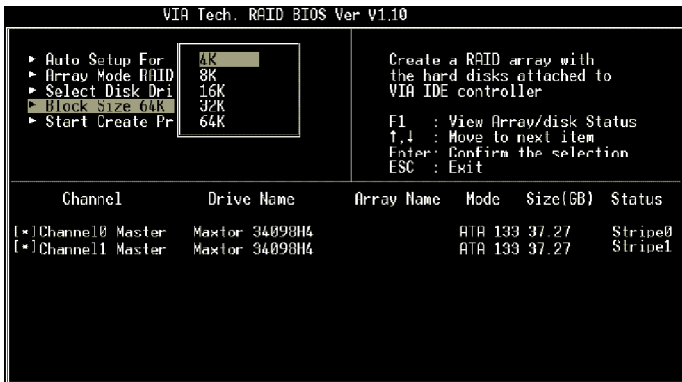 VIA Tech. RAID BIOS Ver V1.10
► Auto Setup For
► Array Mode RAID
► Select Disk Dri
► Block Size 64K
► Start Create Pr
4K
8K
16K
32K
64K
Create a RAID array with
the hard disks attached to
VIA IDE controller
F1 : View Array/disk Status
↑,↓ : Move to next item
Enter: Confirm the selection
ESC : Exit
Channel Drive Name Array Name Mode Size(GB) Status
[*]Channel0 Master Maxtor 34098H4 ATA 133 37.27 Stripe0
[*]Channel1 Master Maxtor 34098H4 ATA 133 37.27 Stripe1